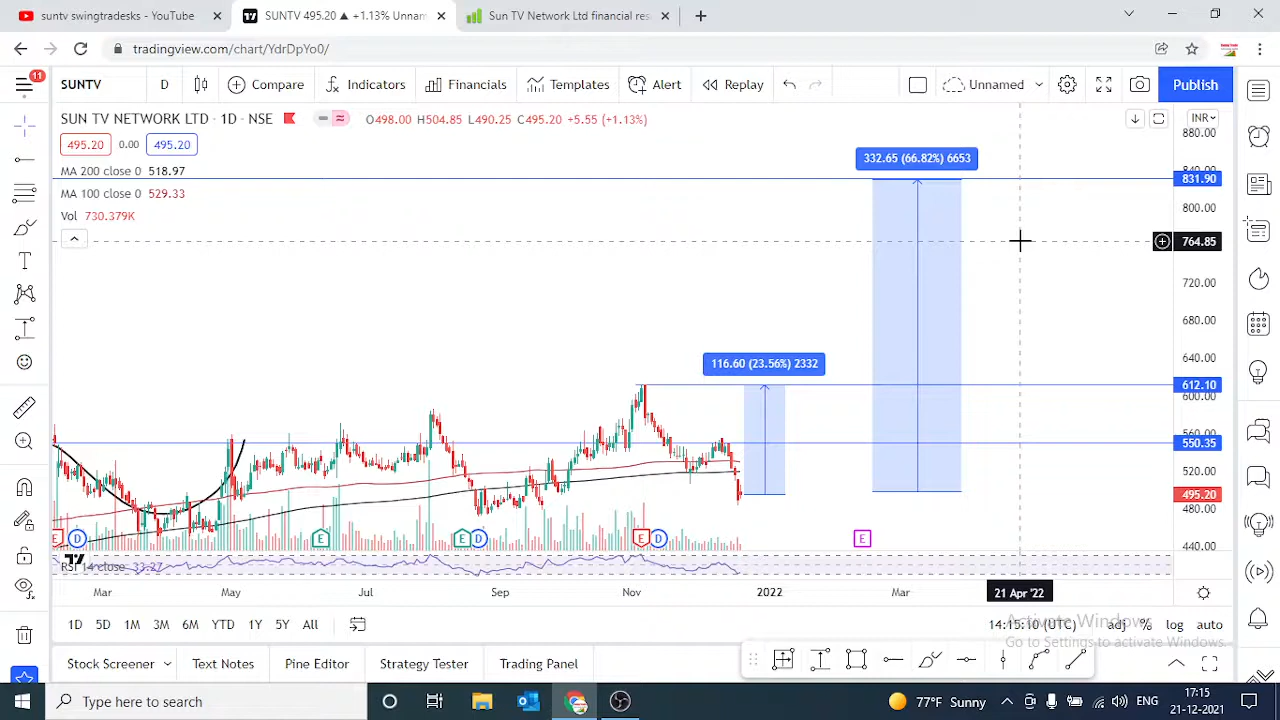 suntv swingtradesks - YouTube
SUNTV 495.20 ▲ +1.13% Unnam
Sun TV Network Ltd financial res
tradingview.com/chart/YdrDpYo0/
11
SUNTV D Compare Indicators Financials Templates Alert Replay Unnamed Publish
SUN TV NETWORK LTD · 1D · NSE O498.00 H504.85 L490.25 C495.20 +5.55 (+1.13%)
INR
495.20 0.00 495.20
MA 200 close 0 518.97
MA 100 close 0 529.33
Vol 730.379K
332.65 (66.82%) 6653
116.60 (23.56%) 2332
880.00
840.00
831.90
800.00
764.85
720.00
680.00
640.00
612.10
600.00
560.00
550.35
520.00
495.20
480.00
440.00
E D E E D E D E
RSI 14 close
Mar May Jul Sep Nov 2022 Mar 21 Apr '22
1D 5D 1M 3M 6M YTD 1Y 5Y All 14:15:10 (UTC) adj % log auto
Activate Windows
Go to Settings to activate Windows.
Stock Screener Text Notes Pine Editor Strategy Tester Trading Panel
Type here to search
77°F Sunny
ENG
17:15
21-12-2021